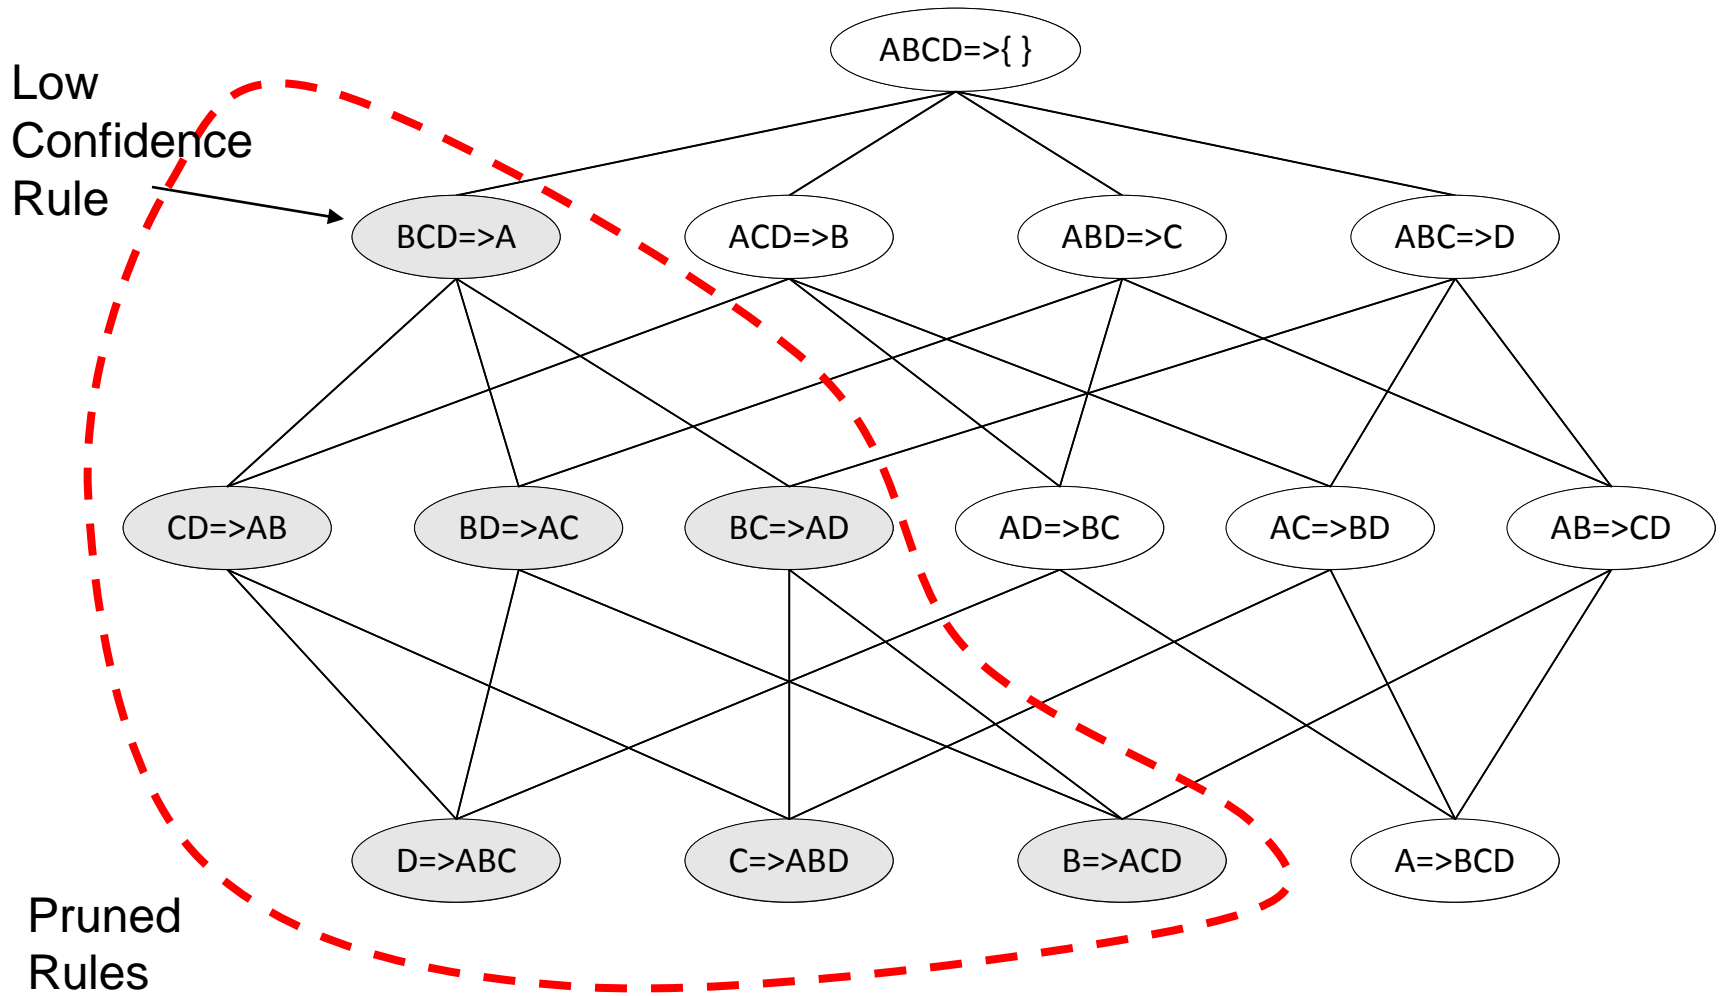 ABCD=>{ }
Low
Confidence
Rule
BCD=>A
ACD=>B
ABD=>C
ABC=>D
CD=>AB
BD=>AC
BC=>AD
AD=>BC
AC=>BD
AB=>CD
D=>ABC
C=>ABD
B=>ACD
A=>BCD
Pruned
Rules